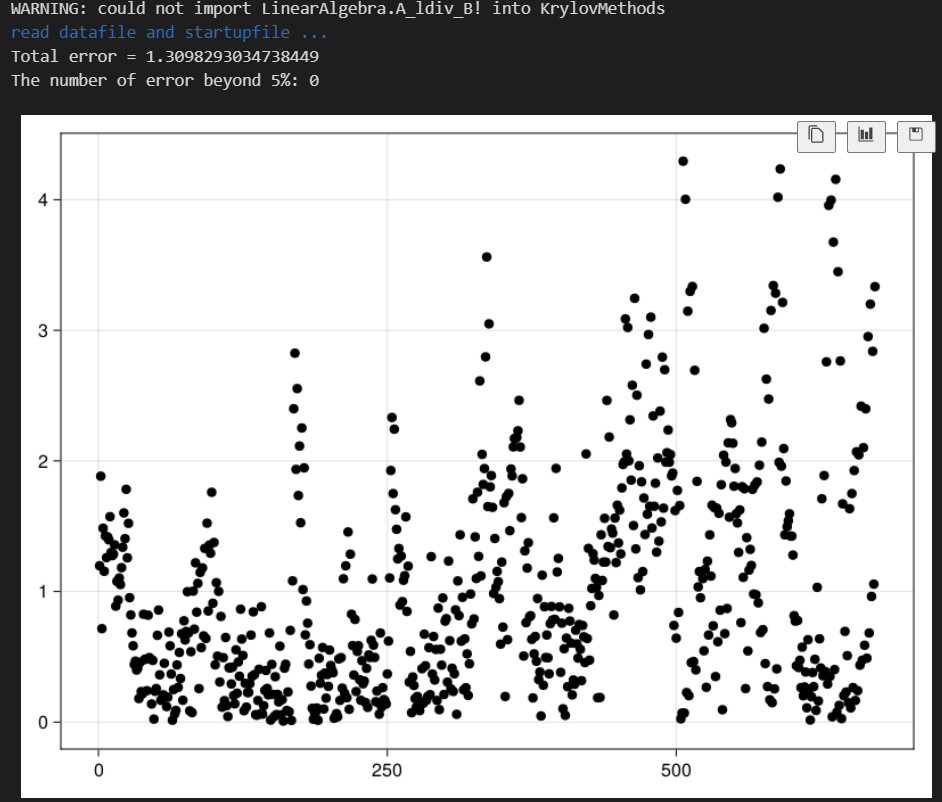 WARNING: could not import LinearAlgebra.A_ldiv_B! into KrylovMethods
read datafile and startupfile ...
Total error = 1.3098293034738449
The number of error beyond 5%: 0
4
3
2
1
0
0 250 500